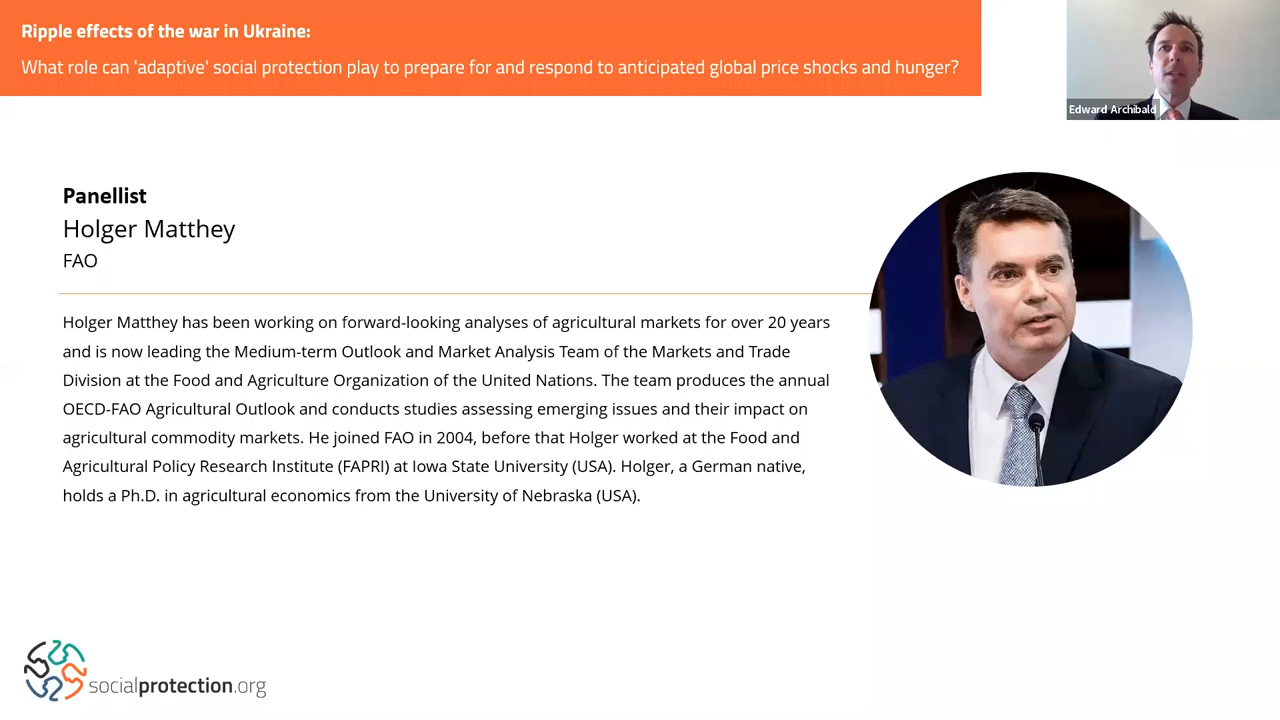 Ripple effects of the war in Ukraine:
What role can 'adaptive' social protection play to prepare for and respond to anticipated global price shocks and hunger?
Edward Archibald
Panellist
Holger Matthey
FAO
Holger Matthey has been working on forward-looking analyses of agricultural markets for over 20 years
and is now leading the Medium-term Outlook and Market Analysis Team of the Markets and Trade
Division at the Food and Agriculture Organization of the United Nations. The team produces the annual
OECD-FAO Agricultural Outlook and conducts studies assessing emerging issues and their impact on
agricultural commodity markets. He joined FAO in 2004, before that Holger worked at the Food and
Agricultural Policy Research Institute (FAPRI) at Iowa State University (USA). Holger, a German native,
holds a Ph.D. in agricultural economics from the University of Nebraska (USA).
socialprotection.org